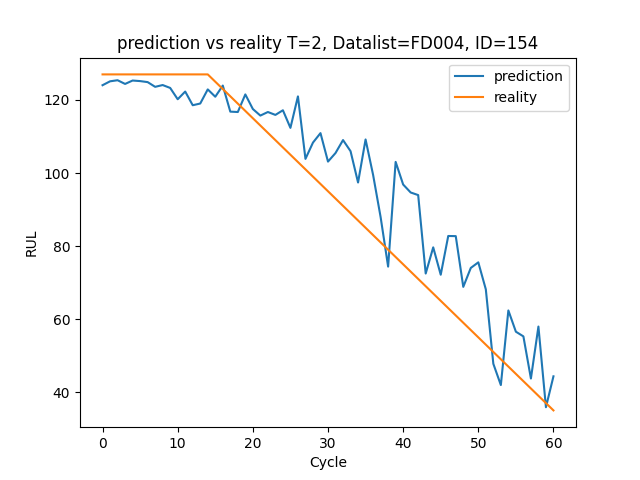 prediction vs reality T=2, Datalist=FD004, ID=154
prediction
reality
RUL
120
100
80
60
40
0 10 20 30 40 50 60
Cycle